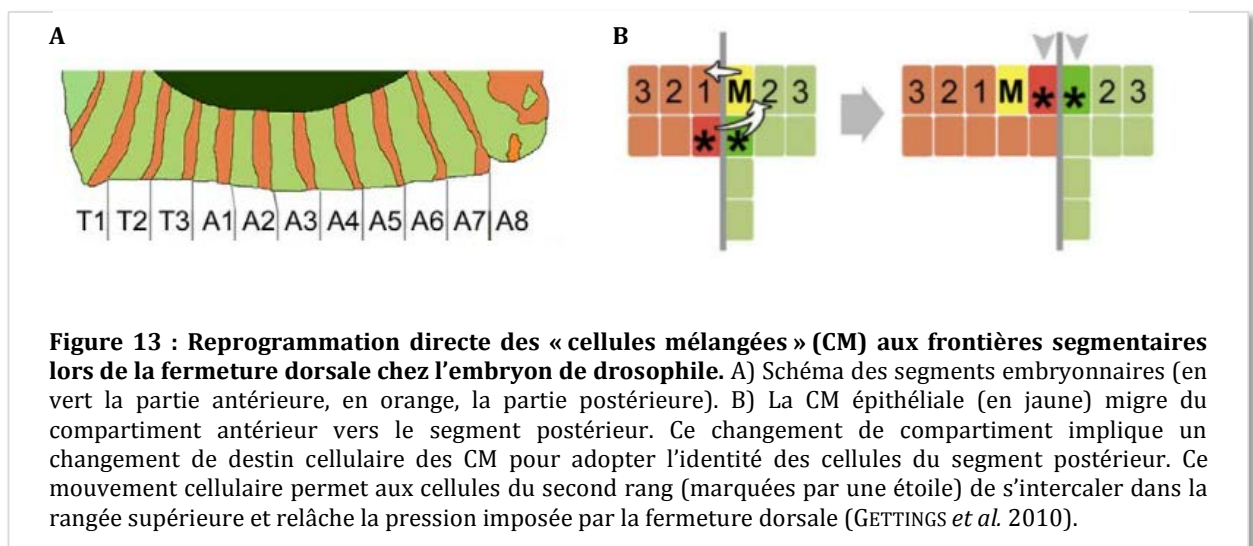 A
B
3 2 1 M 2 3
* *
3 2 1 M * * 2 3
T1 T2 T3 A1 A2 A3 A4 A5 A6 A7 A8
Figure 13 : Reprogrammation directe des « cellules mélangées » (CM) aux frontières segmentaires
lors de la fermeture dorsale chez l’embryon de drosophile. A) Schéma des segments embryonnaires (en
vert la partie antérieure, en orange, la partie postérieure). B) La CM épithéliale (en jaune) migre du
compartiment antérieur vers le segment postérieur. Ce changement de compartiment implique un
changement de destin cellulaire des CM pour adopter l’identité des cellules du segment postérieur. Ce
mouvement cellulaire permet aux cellules du second rang (marquées par une étoile) de s’intercaler dans la
rangée supérieure et relâche la pression imposée par la fermeture dorsale (GETTINGS et al. 2010).